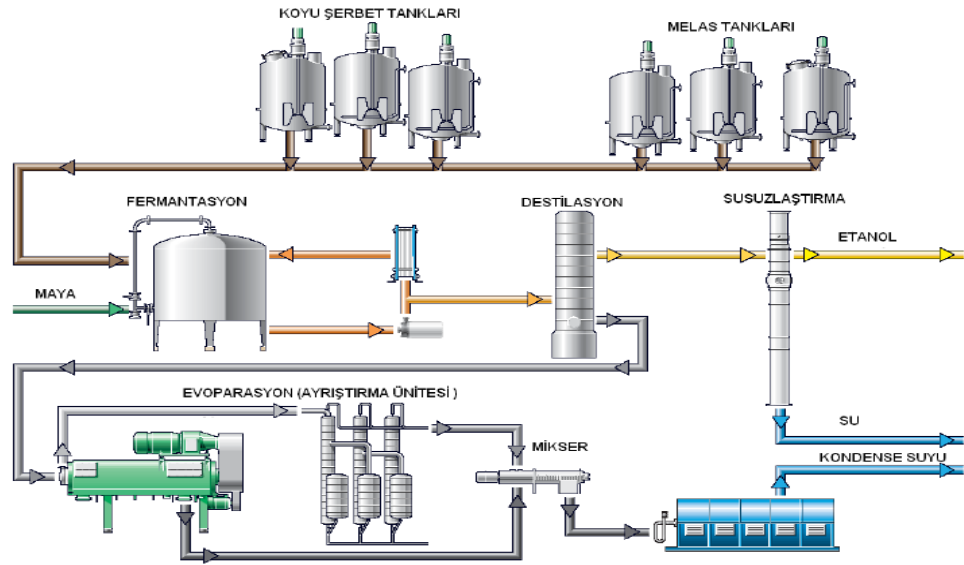 KOYU ŞERBET TANKLARI
MELAS TANKLARI
FERMANTASYON
DESTİLASYON
SUSUZLAŞTIRMA
ETANOL
MAYA
EVOPARASYON (AYRIŞTIRMA ÜNİTESİ )
MİKSER
SU
KONDENSE SUYU